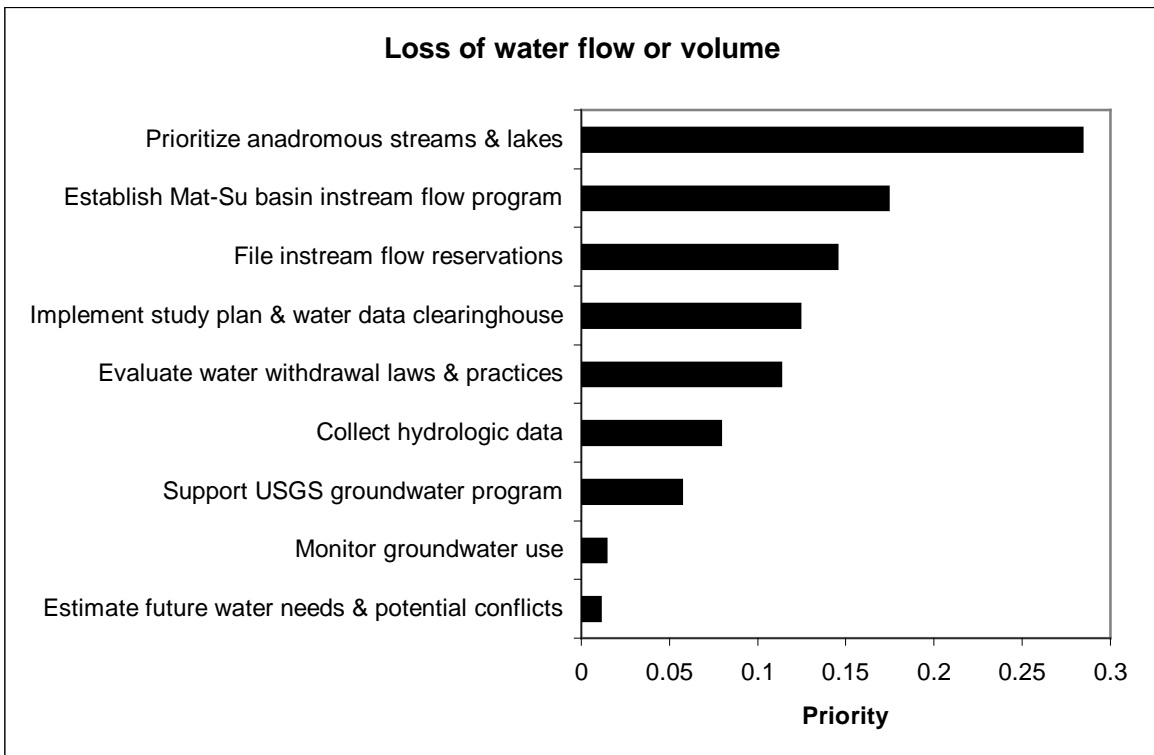 Loss of water flow or volume
Prioritize anadromous streams & lakes
Establish Mat-Su basin instream flow program
File instream flow reservations
Implement study plan & water data clearinghouse
Evaluate water withdrawal laws & practices
Collect hydrologic data
Support USGS groundwater program
Monitor groundwater use
Estimate future water needs & potential conflicts
0 0.05 0.1 0.15 0.2 0.25 0.3
Priority